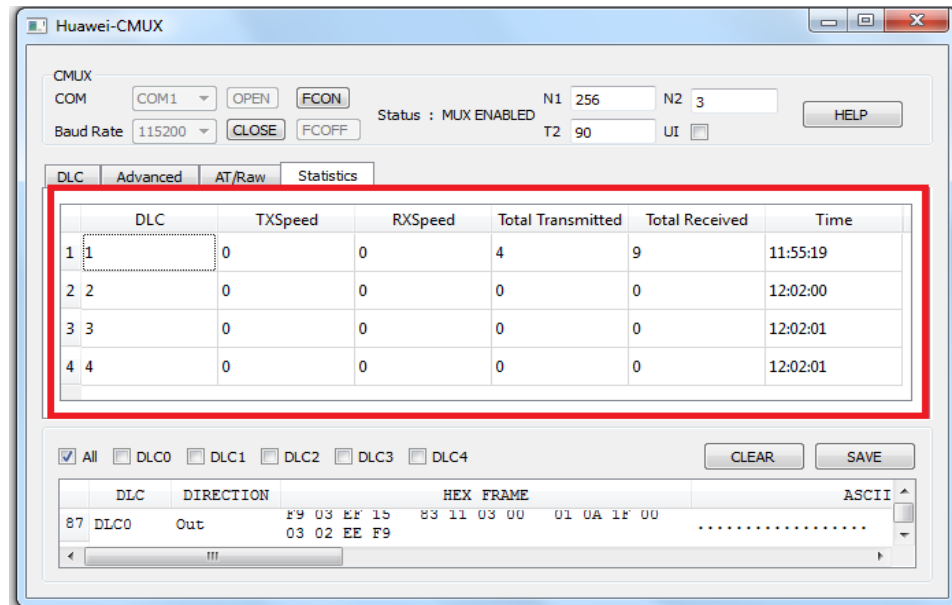 Huawei-CMUX
CMUX
COM COM1 OPEN FCON Status : MUX ENABLED N1 256 N2 3 HELP
Baud Rate 115200 CLOSE FCOFF T2 90 UI
DLC Advanced AT/Raw Statistics
DLC TXSpeed RXSpeed Total Transmitted Total Received Time
1 1 0 0 4 9 11:55:19
2 2 0 0 0 0 12:02:00
3 3 0 0 0 0 12:02:01
4 4 0 0 0 0 12:02:01
All DLC0 DLC1 DLC2 DLC3 DLC4 CLEAR SAVE
DLC DIRECTION HEX FRAME ASCII
87 DLC0 Out F9 03 EF 15 83 11 03 00 01 0A 1F 00 ..................
03 02 EE F9